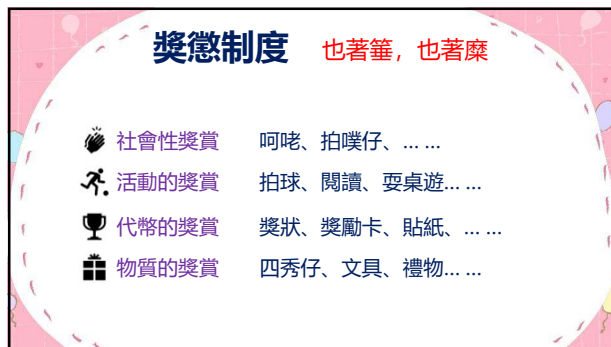 獎懲制度 也著箠，也著糜
社會性獎賞 呵咾、拍噗仔、... ...
活動的獎賞 拍球、閱讀、耍桌遊... ...
代幣的獎賞 獎狀、獎勵卡、貼紙、... ...
物質的獎賞 四秀仔、文具、禮物... ...